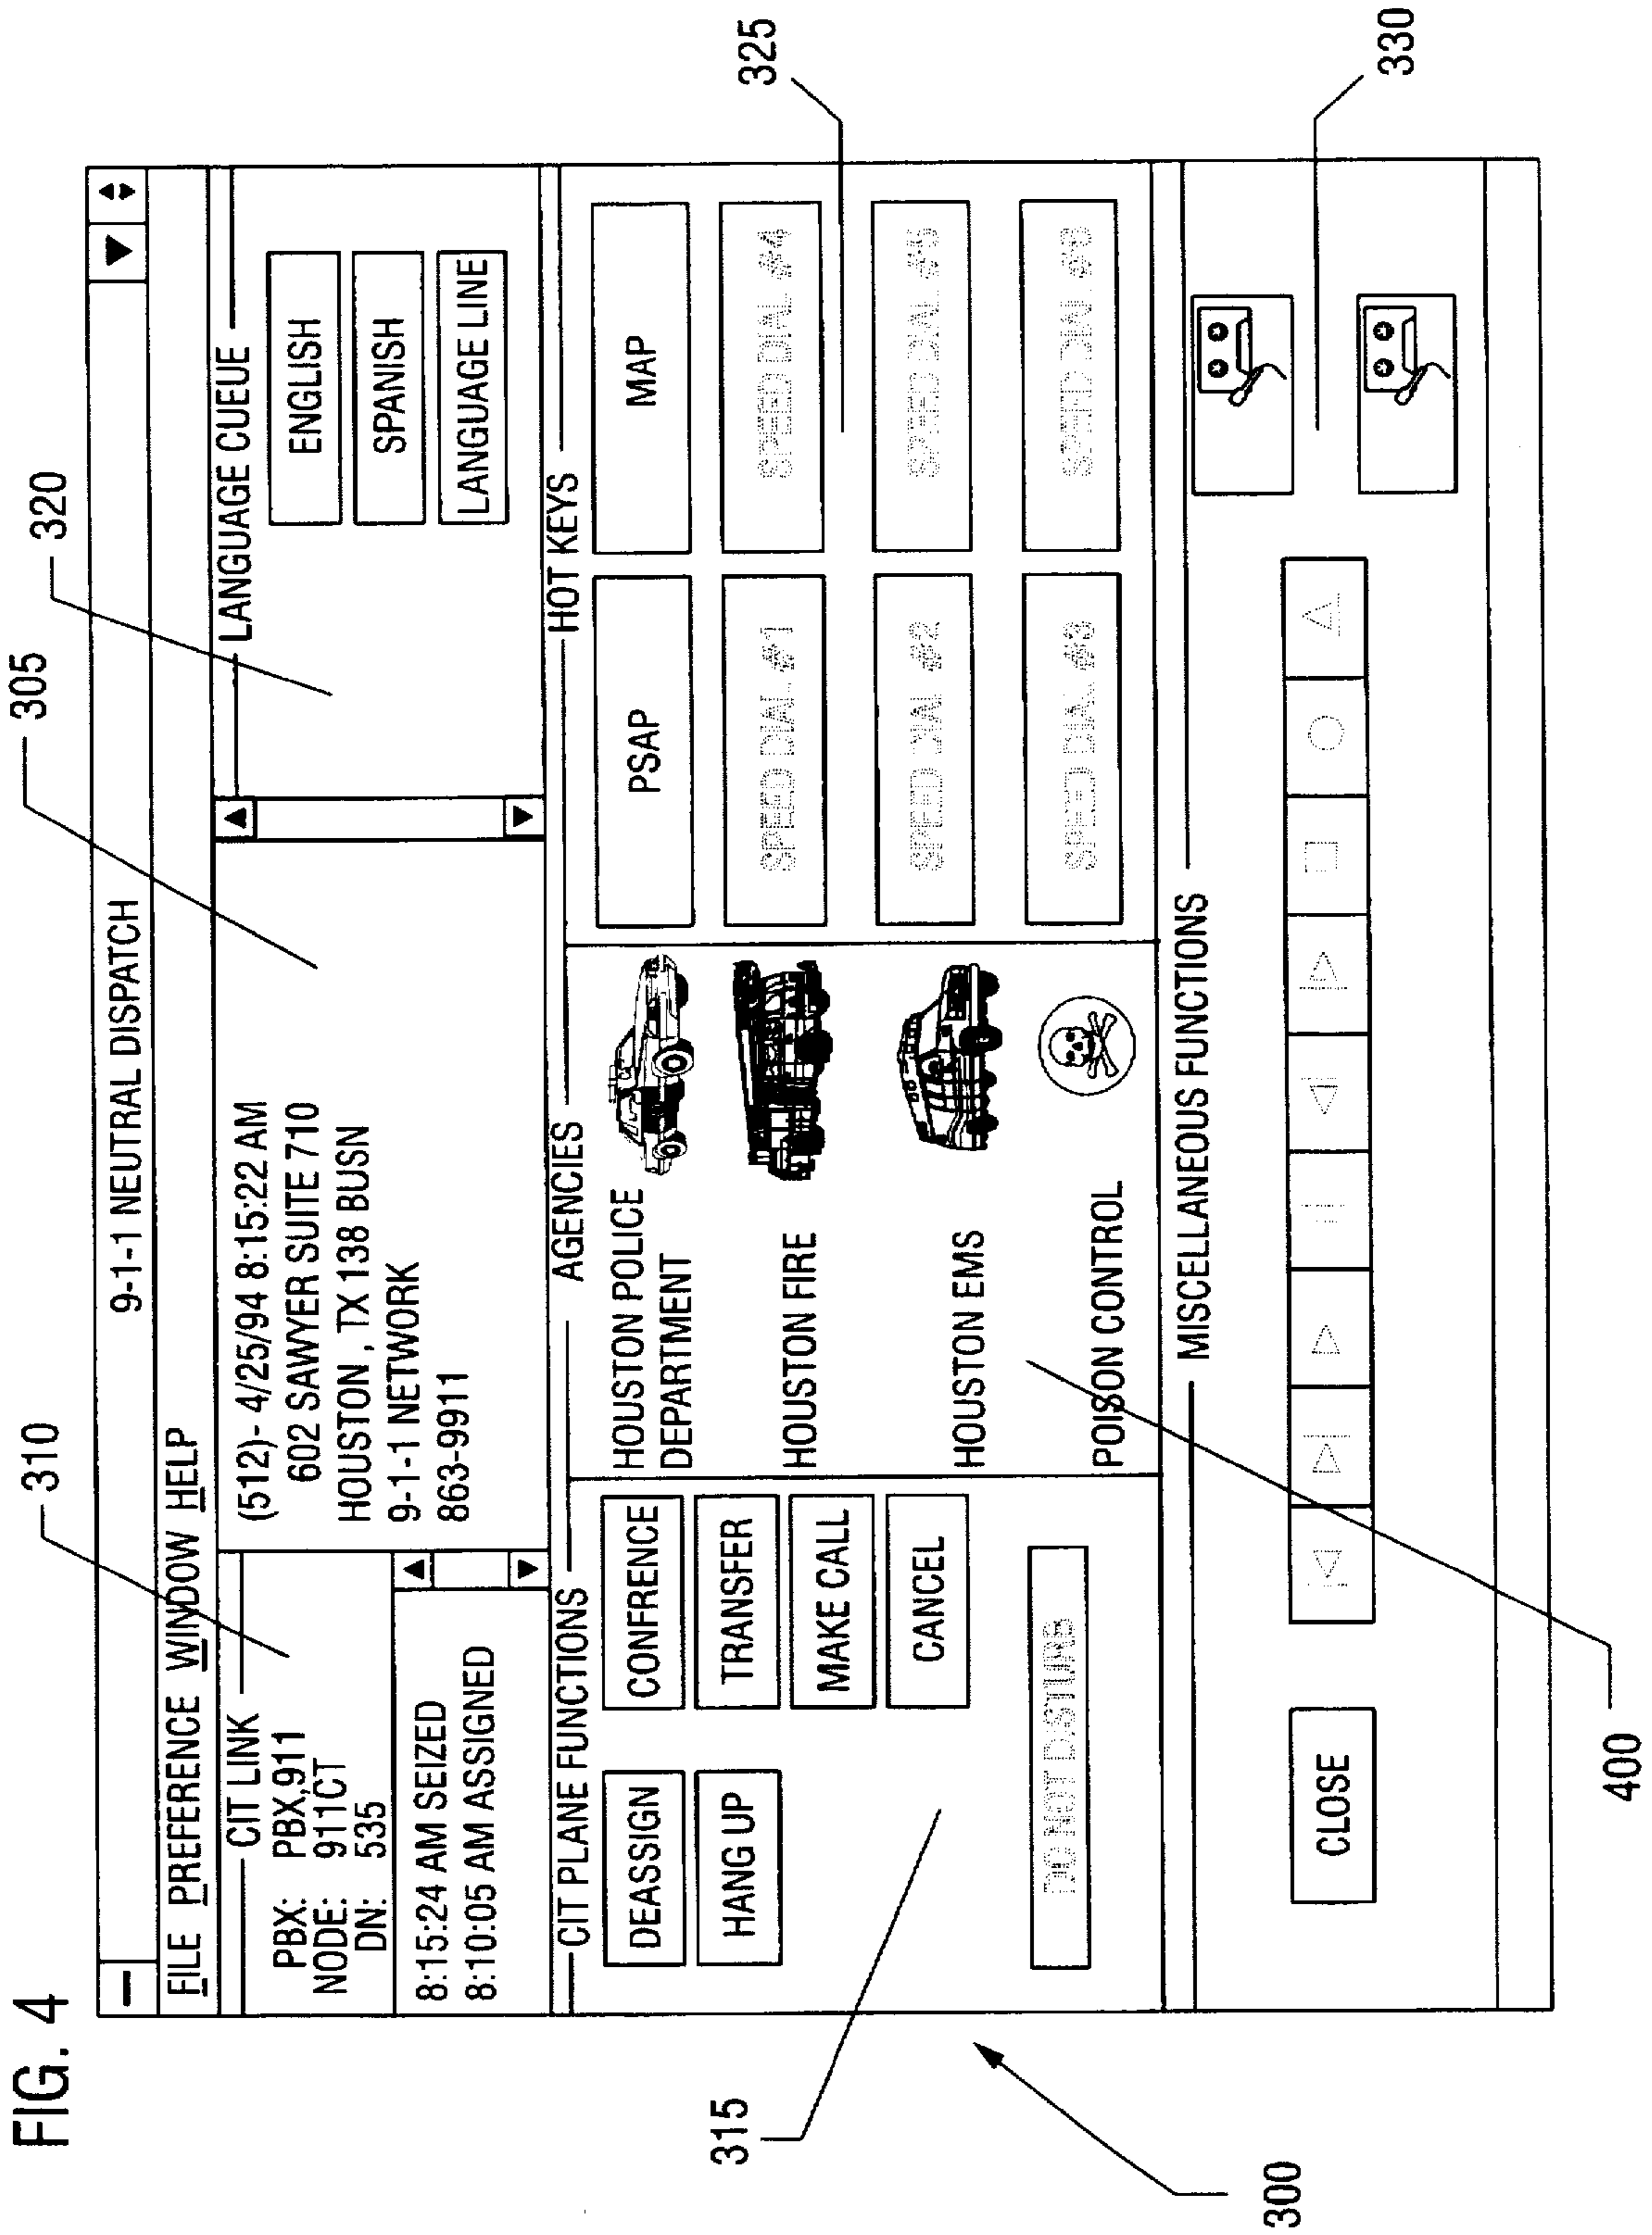 FIG. 4
310
305
320
325
330
9-1-1 NEUTRAL DISPATCH
FILE PREFERENCE WINDOW HELP
CIT LINK
PBX: PBX,911
NODE: 911CT
DN: 535
8:15:24 AM SEIZED
8:10:05 AM ASSIGNED
(512)- 4/25/94 8:15:22 AM
602 SAWYER SUITE 710
HOUSTON , TX 138 BUSN
9-1-1 NETWORK
863-9911
LANGUAGE CUEUE
ENGLISH
SPANISH
LANGUAGE LINE
CIT PLANE FUNCTIONS
DEASSIGN
HANG UP
CONFRENCE
TRANSFER
MAKE CALL
CANCEL
DO NOT DISTURB
AGENCIES
HOUSTON POLICE
DEPARTMENT
HOUSTON FIRE
HOUSTON EMS
POISON CONTROL
HOT KEYS
PSAP
MAP
SPEED DIAL #1
SPEED DIAL #4
SPEED DIAL #2
SPEED DIAL #5
SPEED DIAL #3
SPEED DIAL #6
MISCELLANEOUS FUNCTIONS
CLOSE
315
300
400